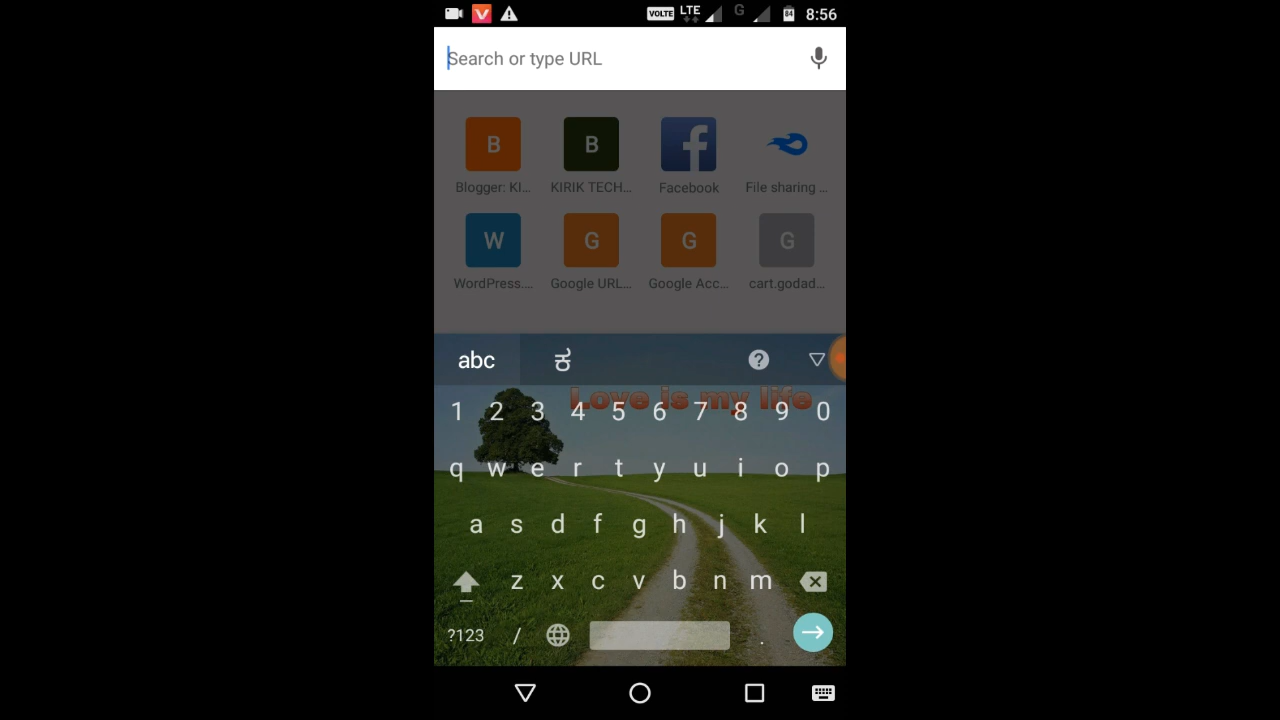 VOLTE LTE G 84 8:56
Search or type URL
B B
Blogger: KI... KIRIK TECH... Facebook File sharing ...
W G G G
WordPress.... Google URL... Google Acc... cart.godad...
abc ಕ ?
Love is my life
1 2 3 4 5 6 7 8 9 0
q w e r t y u i o p
a s d f g h j k l
z x c v b n m
?123 / .